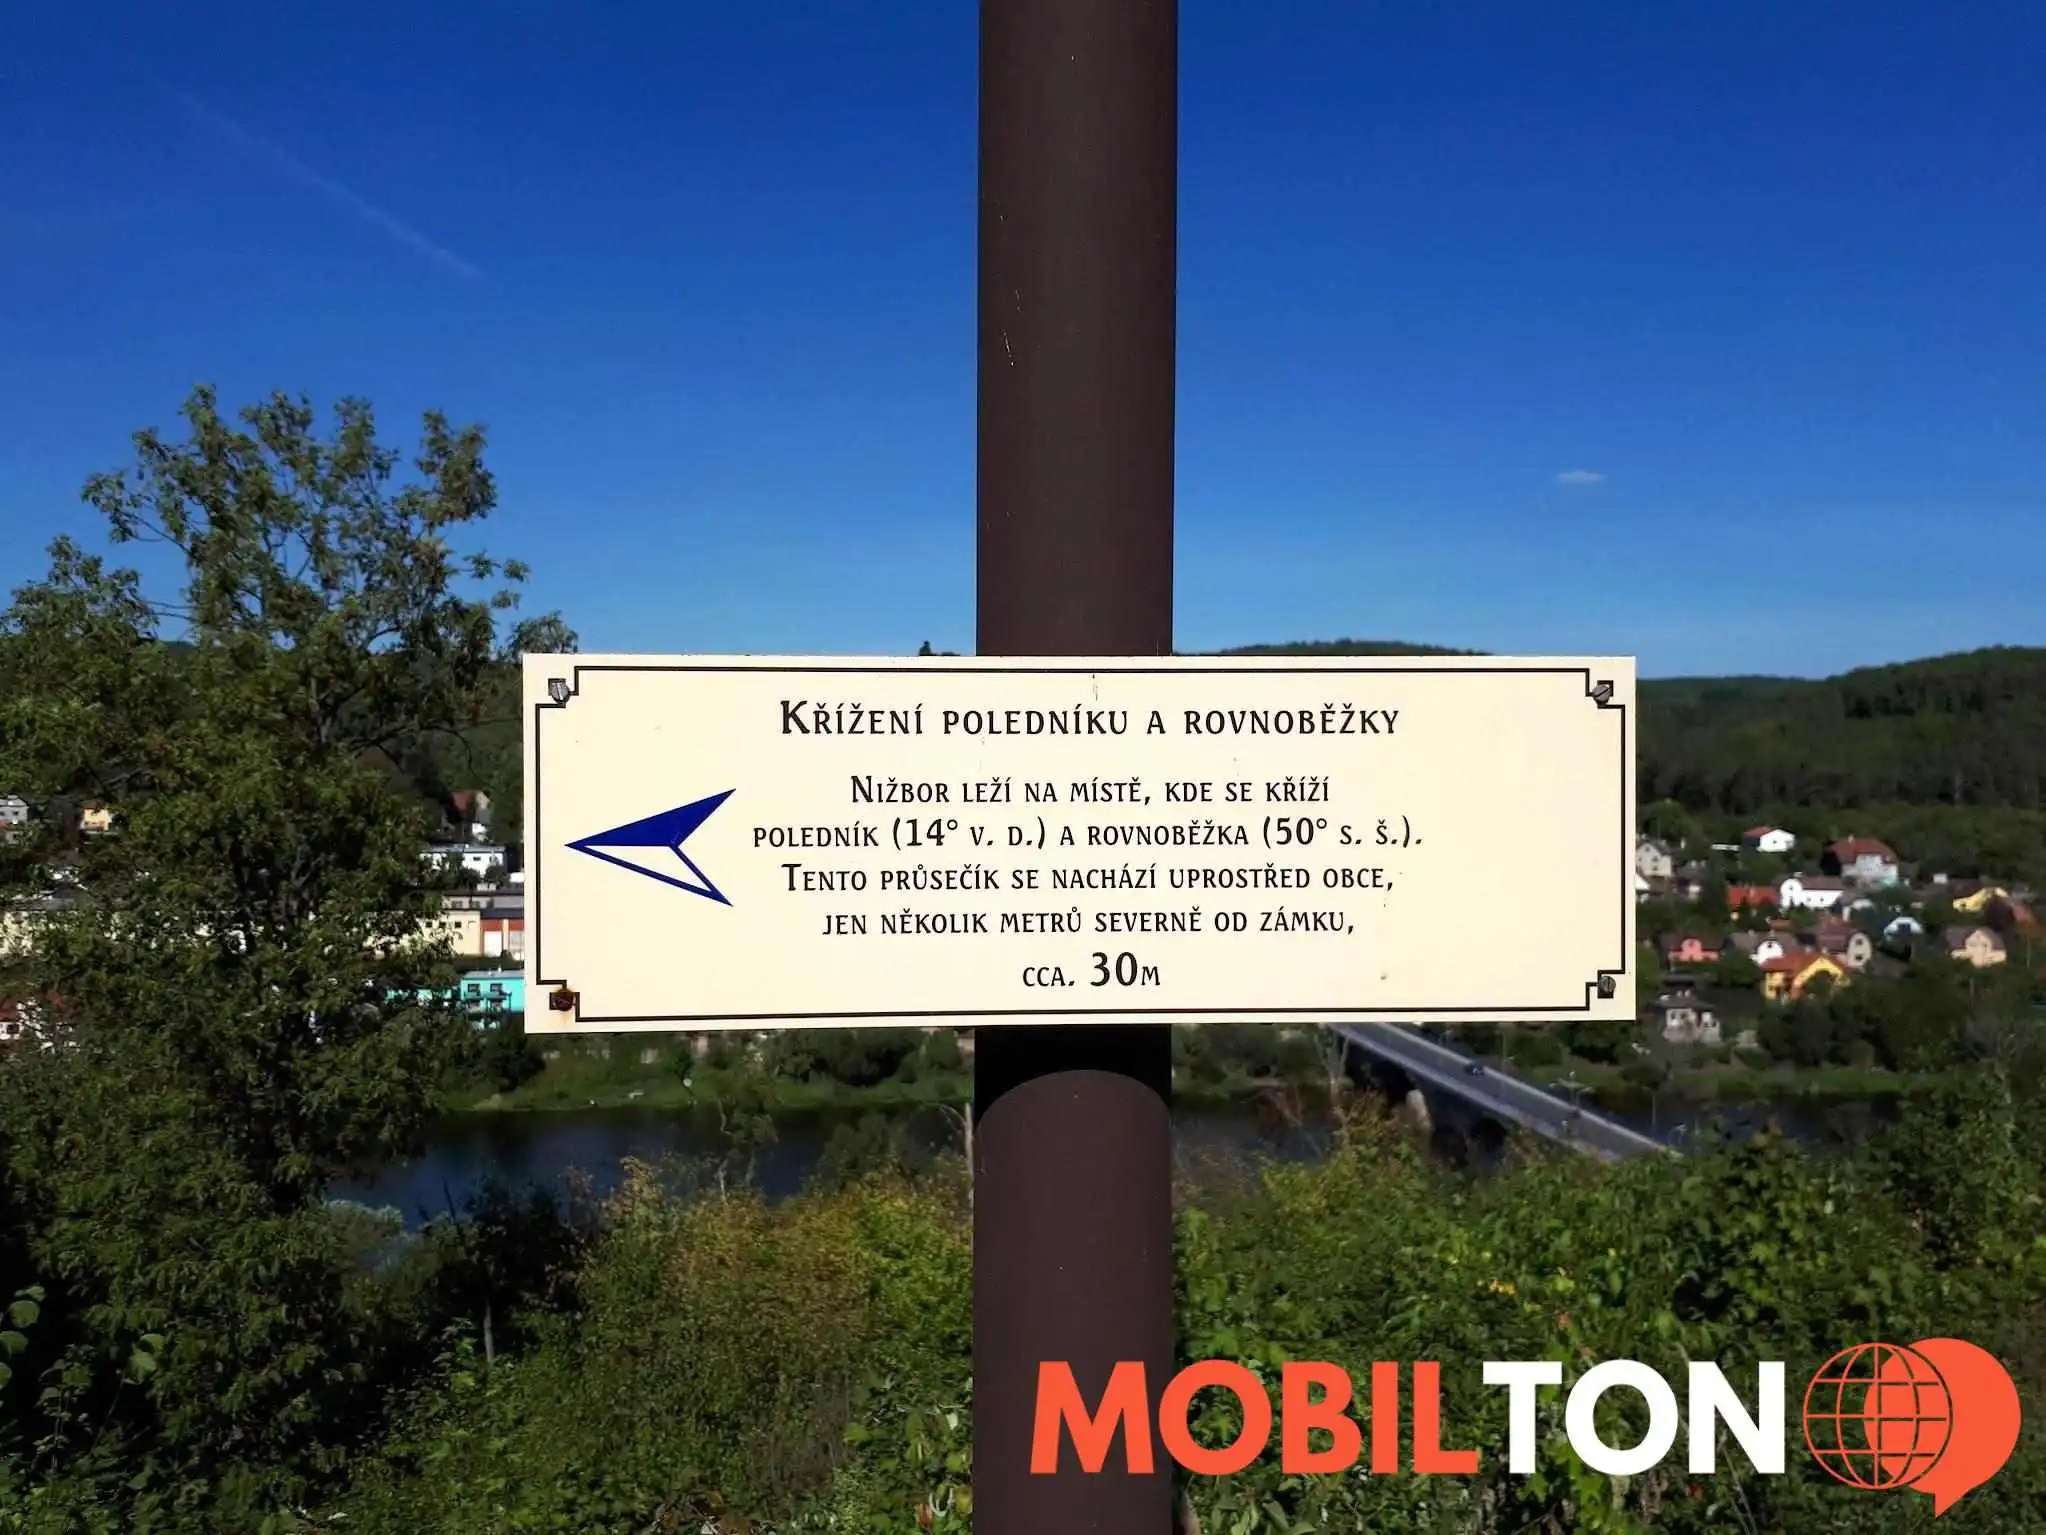 Křížení poledníku a rovnoběžky
Nižbor leží na místě, kde se kříží
poledník (14° v. d.) a rovnoběžka (50° s. š.).
Tento průsečík se nachází uprostřed obce,
jen několik metrů severně od zámku,
cca. 30m
MOBILTON